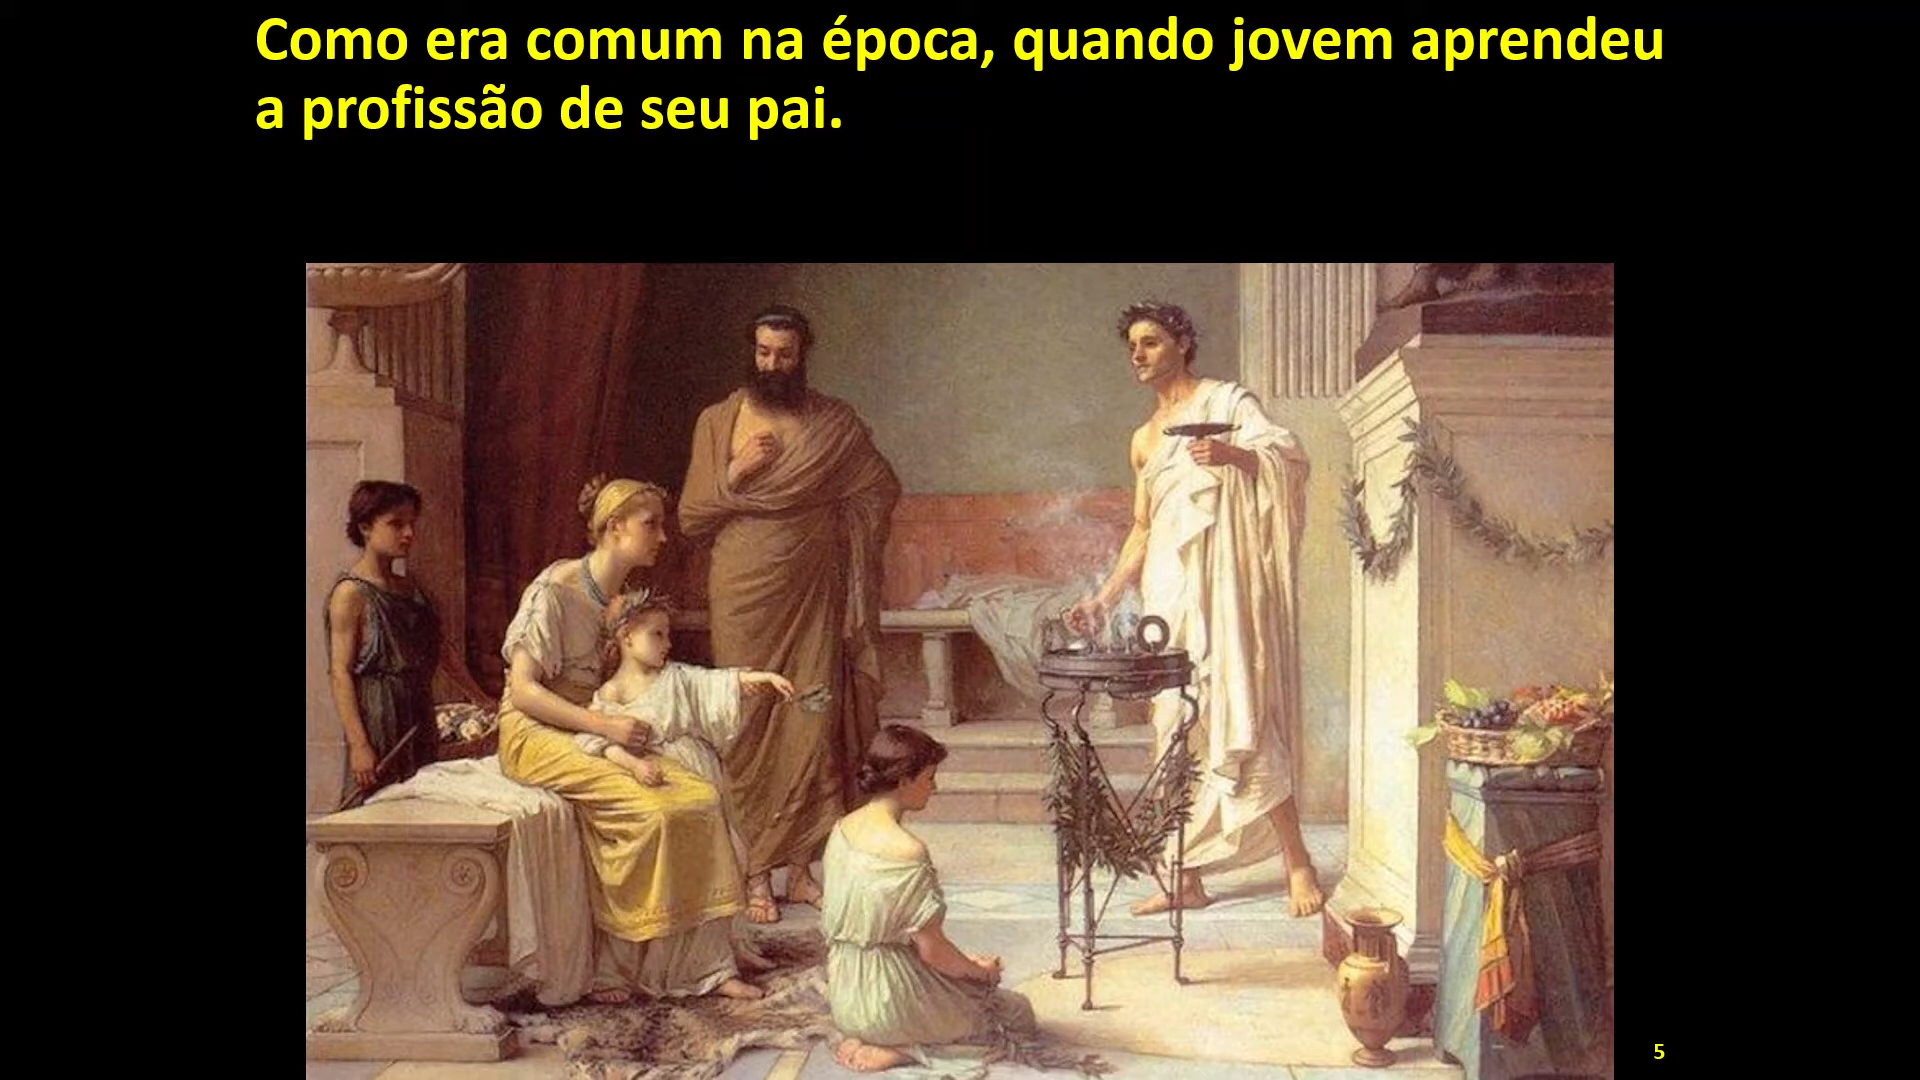 Como era comum na época, quando jovem aprendeu
a profissão de seu pai.
5